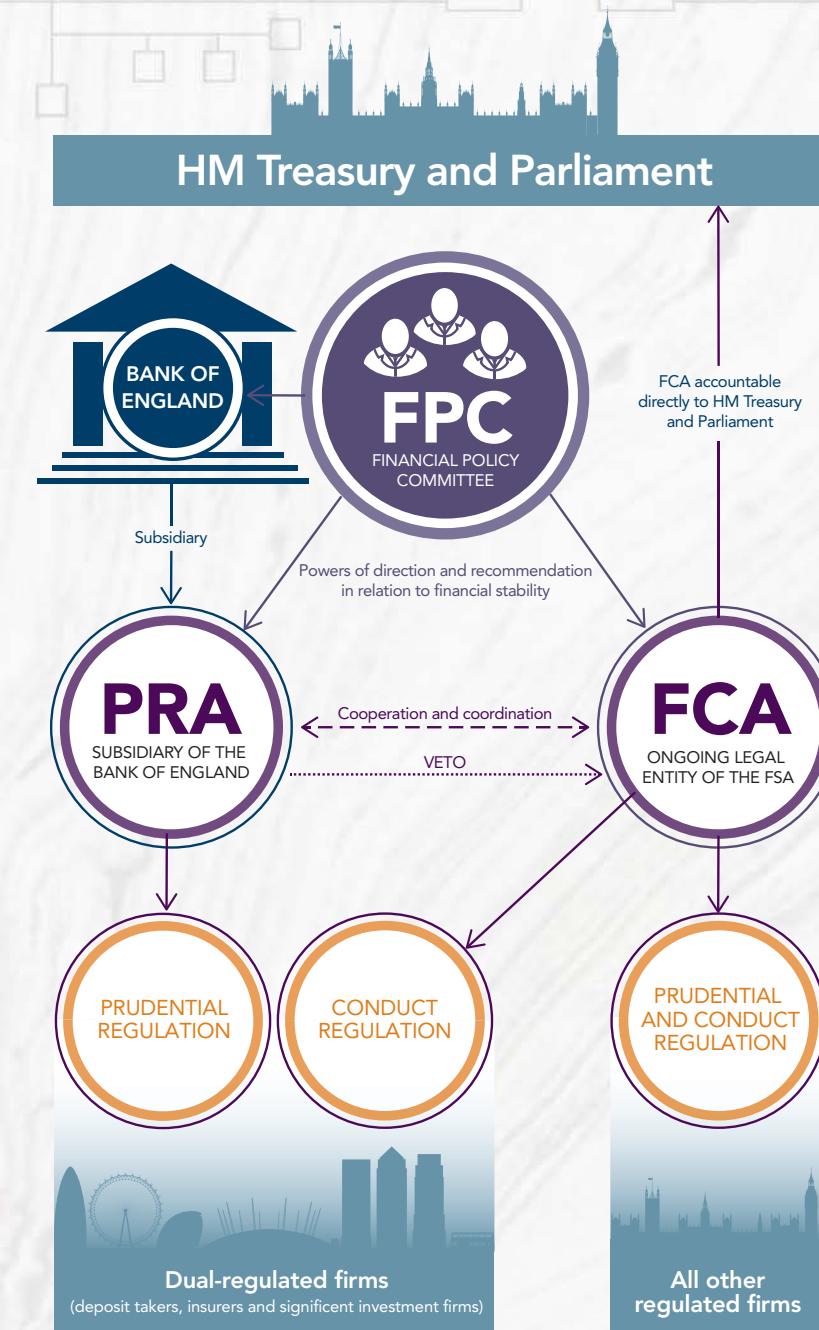 HM Treasury and Parliament
BANK OF
ENGLAND
FPC
FINANCIAL POLICY
COMMITTEE
FCA accountable
directly to HM Treasury
and Parliament
Subsidiary
Powers of direction and recommendation
in relation to financial stability
PRA
SUBSIDIARY OF THE
BANK OF ENGLAND
Cooperation and coordination
VETO
FCA
ONGOING LEGAL
ENTITY OF THE FSA
PRUDENTIAL
REGULATION
CONDUCT
REGULATION
PRUDENTIAL
AND CONDUCT
REGULATION
Dual-regulated firms
(deposit takers, insurers and significent investment firms)
All other
regulated firms